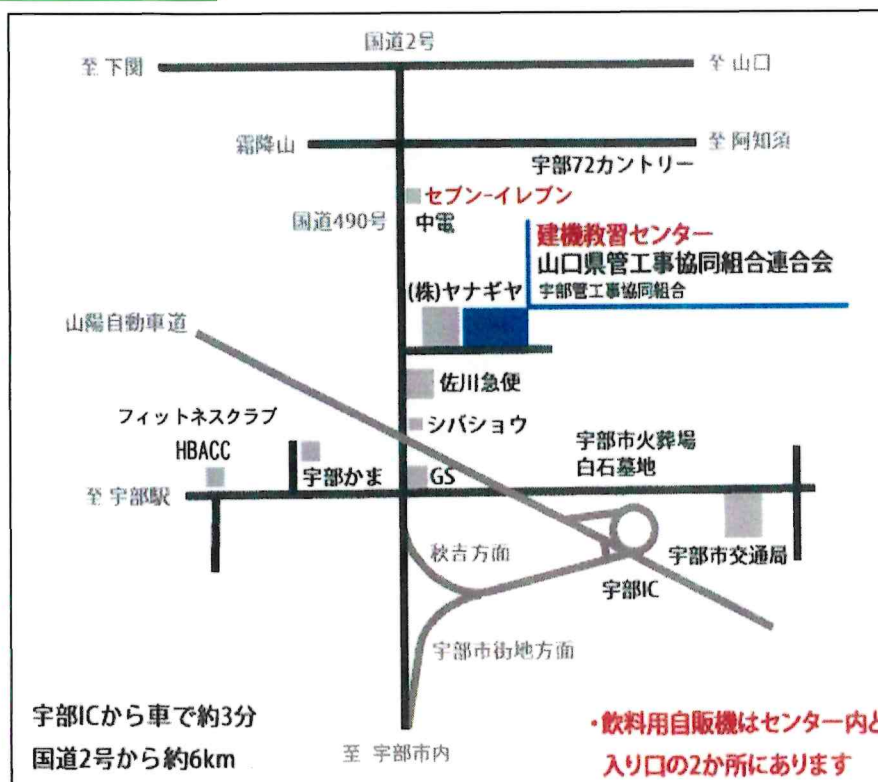 国道2号
至 下関
至 山口
霜降山
至 阿知須
宇部72カントリー
セブン-イレブン
国道490号
中電
建機教習センター
山口県管工事協同組合連合会
宇部管工事協同組合
(株)ヤナギヤ
山陽自動車道
佐川急便
シバショウ
フィットネスクラブ
HBACC
宇部かま
GS
宇部市火葬場
白石墓地
至 宇部駅
秋吉方面
宇部IC
宇部市交通局
宇部市街地方面
宇部ICから車で約3分
国道2号から約6km
至 宇部市内
・飲料用自販機はセンター内と
入り口の2か所にあります